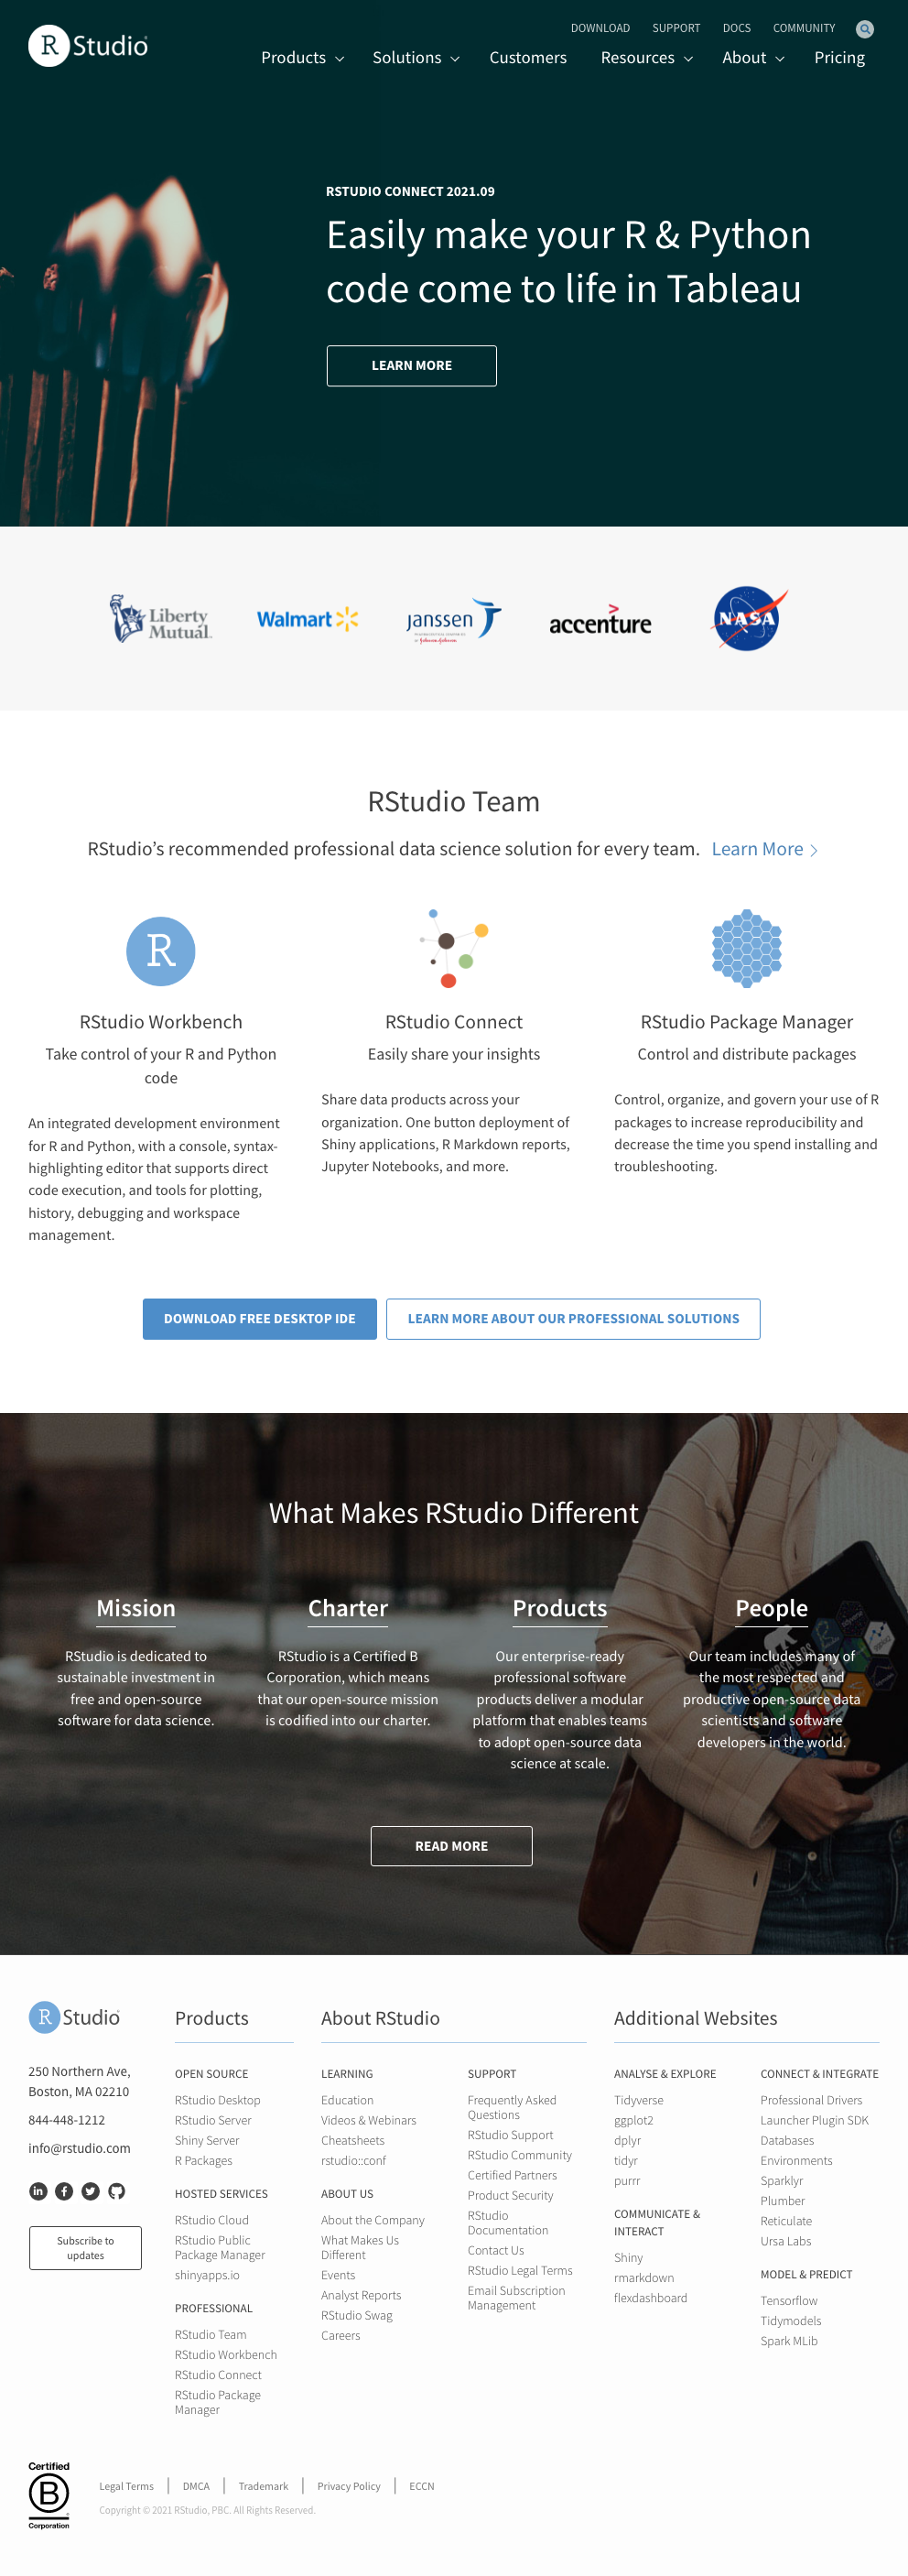 DOWNLOAD SUPPORT DOCS COMMUNITY
R Studio
Products Solutions Customers Resources About Pricing
RSTUDIO CONNECT 2021.09
Easily make your R & Python
code come to life in Tableau
LEARN MORE
Liberty
Mutual.
Walmart
janssen
accenture
NASA
RStudio Team
RStudio’s recommended professional data science solution for every team. Learn More
R
RStudio Workbench
Take control of your R and Python
code
An integrated development environment
for R and Python, with a console, syntax-
highlighting editor that supports direct
code execution, and tools for plotting,
history, debugging and workspace
management.
RStudio Connect
Easily share your insights
Share data products across your
organization. One button deployment of
Shiny applications, R Markdown reports,
Jupyter Notebooks, and more.
RStudio Package Manager
Control and distribute packages
Control, organize, and govern your use of R
packages to increase reproducibility and
decrease the time you spend installing and
troubleshooting.
DOWNLOAD FREE DESKTOP IDE
LEARN MORE ABOUT OUR PROFESSIONAL SOLUTIONS
What Makes RStudio Different
Mission
RStudio is dedicated to
sustainable investment in
free and open-source
software for data science.
Charter
RStudio is a Certified B
Corporation, which means
that our open-source mission
is codified into our charter.
Products
Our enterprise-ready
professional software
products deliver a modular
platform that enables teams
to adopt open-source data
science at scale.
People
Our team includes many of
the most respected and
productive open-source data
scientists and software
developers in the world.
READ MORE
R Studio
250 Northern Ave,
Boston, MA 02210
844-448-1212
info@rstudio.com
Subscribe to
updates
Products
OPEN SOURCE
RStudio Desktop
RStudio Server
Shiny Server
R Packages
HOSTED SERVICES
RStudio Cloud
RStudio Public
Package Manager
shinyapps.io
PROFESSIONAL
RStudio Team
RStudio Workbench
RStudio Connect
RStudio Package
Manager
About RStudio
LEARNING
Education
Videos & Webinars
Cheatsheets
rstudio::conf
ABOUT US
About the Company
What Makes Us
Different
Events
Analyst Reports
RStudio Swag
Careers
SUPPORT
Frequently Asked
Questions
RStudio Support
RStudio Community
Certified Partners
Product Security
RStudio
Documentation
Contact Us
RStudio Legal Terms
Email Subscription
Management
Additional Websites
ANALYSE & EXPLORE
Tidyverse
ggplot2
dplyr
tidyr
purrr
COMMUNICATE &
INTERACT
Shiny
rmarkdown
flexdashboard
CONNECT & INTEGRATE
Professional Drivers
Launcher Plugin SDK
Databases
Environments
Sparklyr
Plumber
Reticulate
Ursa Labs
MODEL & PREDICT
Tensorflow
Tidymodels
Spark MLib
Certified
B
Corporation
Legal Terms DMCA Trademark Privacy Policy ECCN
Copyright © 2021 RStudio, PBC. All Rights Reserved.